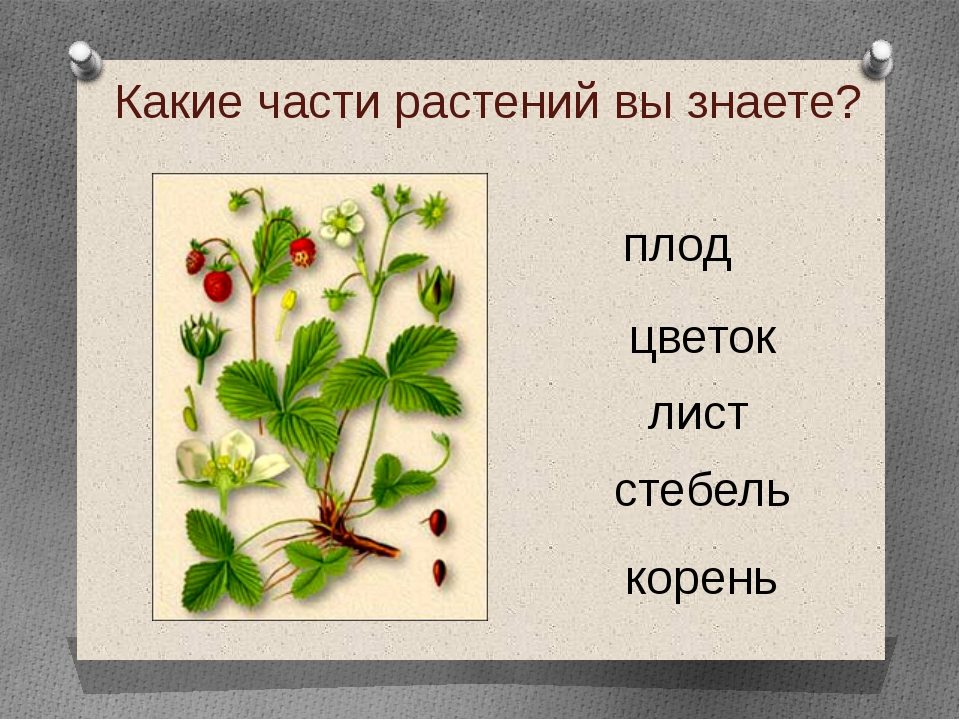 Какие части растений вы знаете?
плод
цветок
лист
стебель
корень